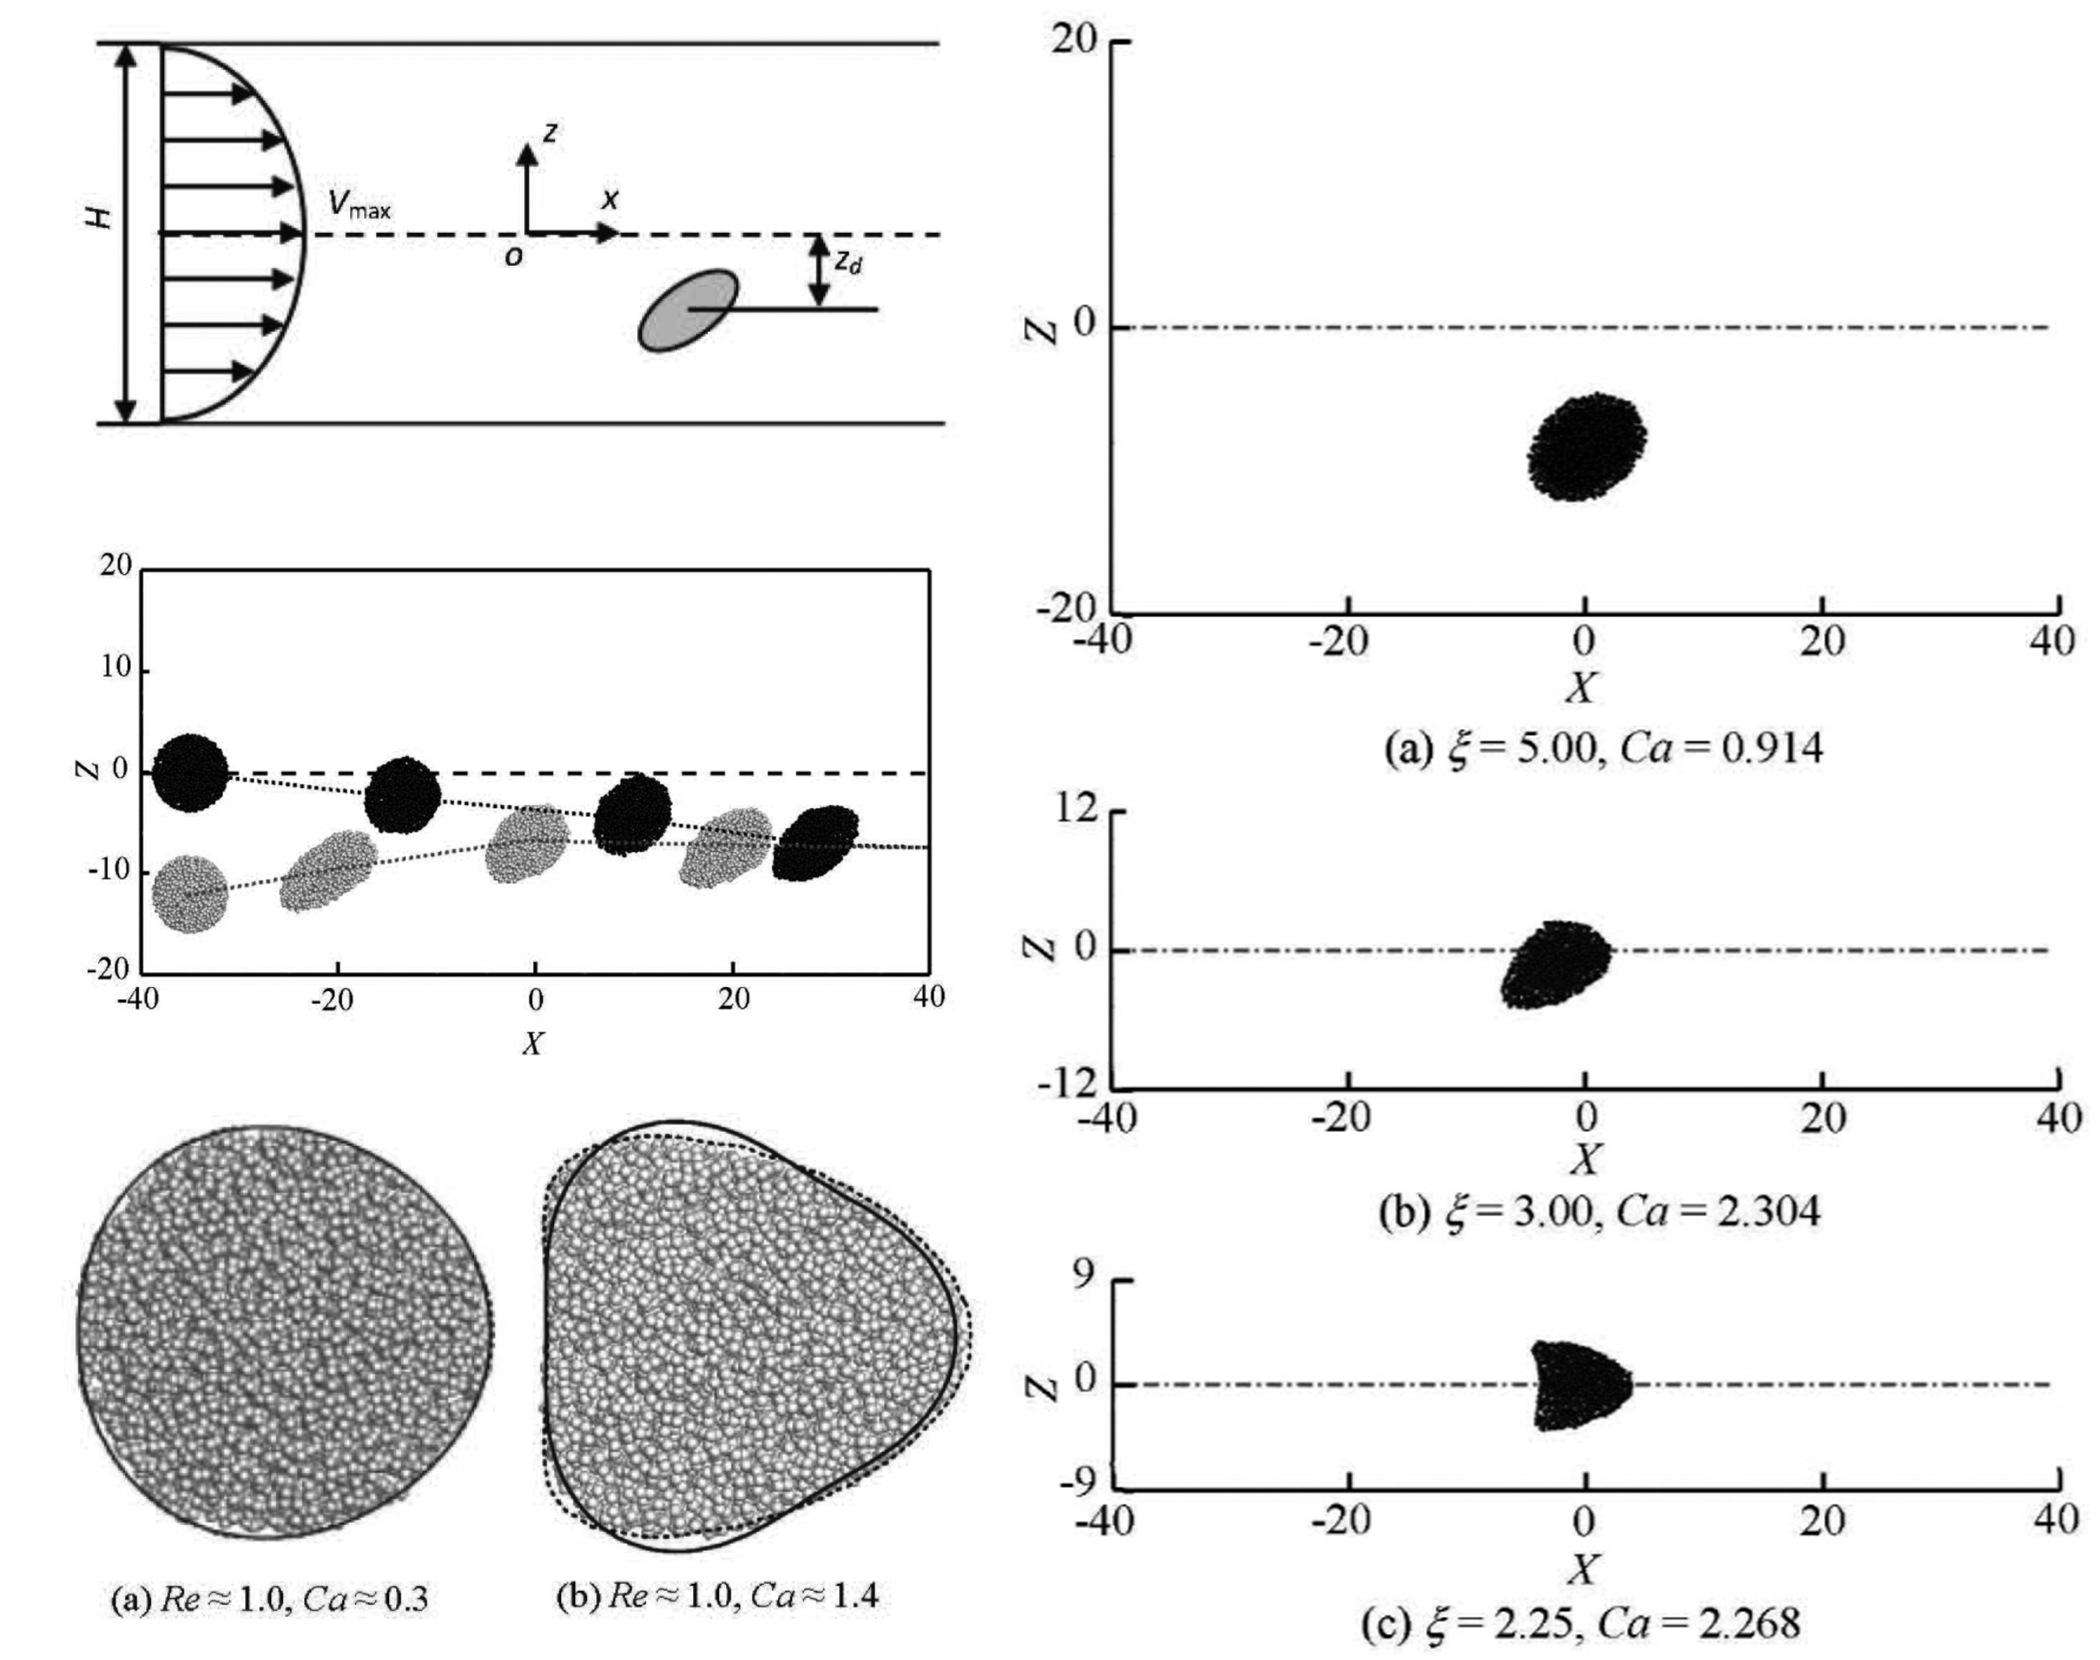 H
Vmax
z
x
o
zd
20
10
0
-10
-20
Z
-40 -20 0 20 40
X
(a) Re ≈ 1.0, Ca ≈ 0.3
(b) Re ≈ 1.0, Ca ≈ 1.4
20
Z 0
-20
-40 -20 0 20 40
X
(a) ξ = 5.00, Ca = 0.914
12
Z 0
-12
-40 -20 0 20 40
X
(b) ξ = 3.00, Ca = 2.304
9
Z 0
-9
-40 -20 0 20 40
X
(c) ξ = 2.25, Ca = 2.268